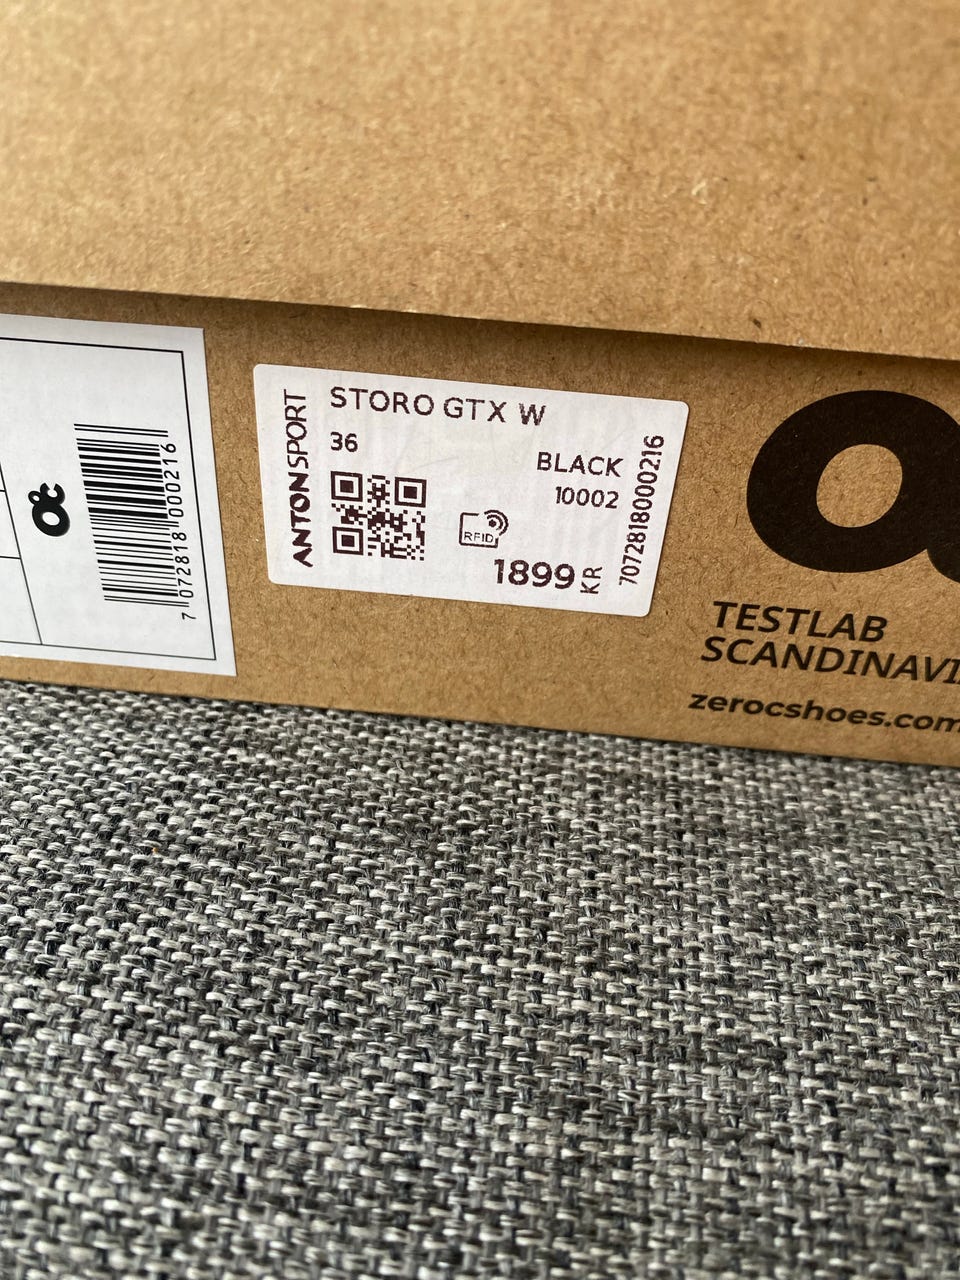 7 072818 000216
ANTON SPORT
STORO GTX W
36
BLACK
10002
RFID
1899 KR
7072818000216
TESTLAB
SCANDINAVI
zerocshoes.com